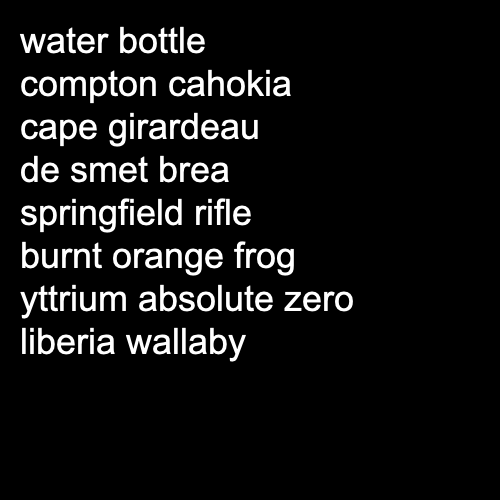 water bottle
compton cahokia
cape girardeau
de smet brea
springfield rifle
burnt orange frog
yttrium absolute zero
liberia wallaby